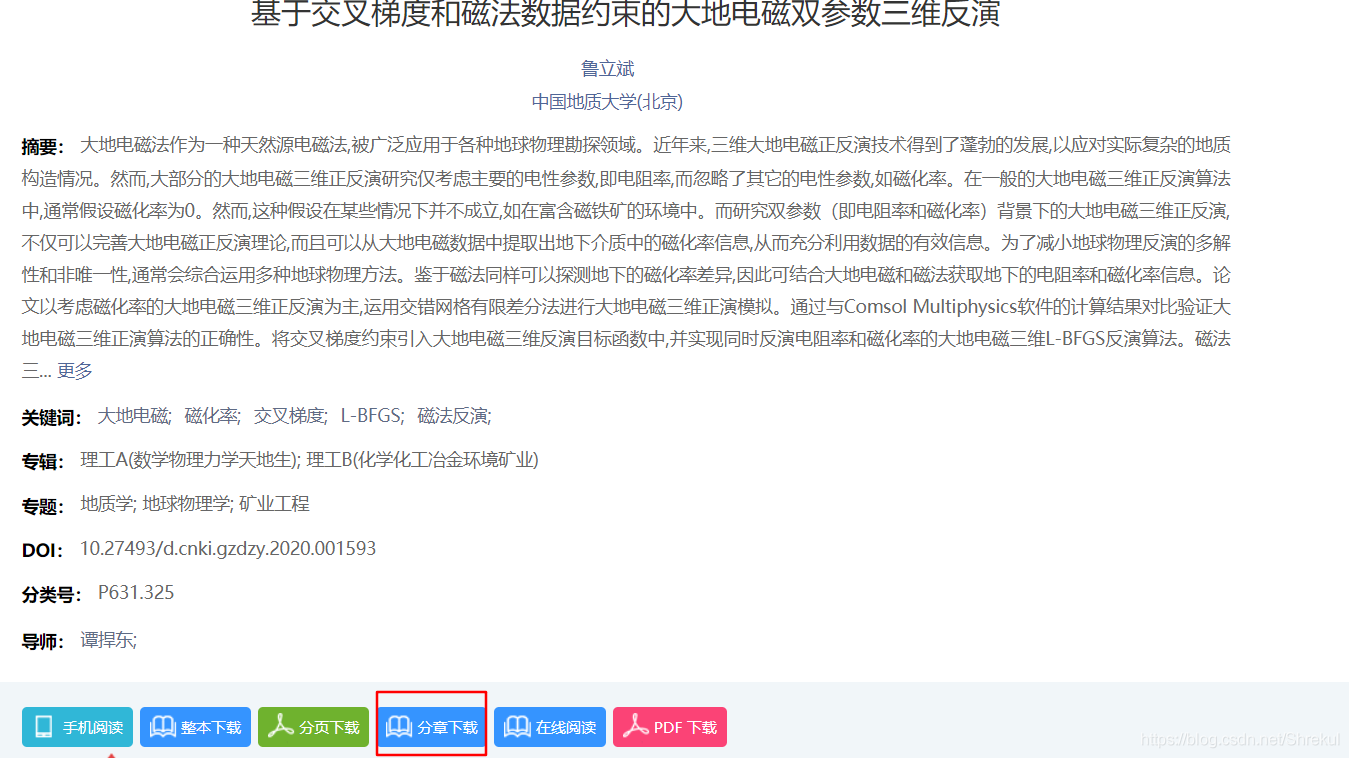 基于交叉梯度和磁法数据约束的大地电磁双参数三维反演
鲁立斌
中国地质大学(北京)
摘要： 大地电磁法作为一种天然源电磁法,被广泛应用于各种地球物理勘探领域。近年来,三维大地电磁正反演技术得到了蓬勃的发展,以应对实际复杂的地质
构造情况。然而,大部分的大地电磁三维正反演研究仅考虑主要的电性参数,即电阻率,而忽略了其它的电性参数,如磁化率。在一般的大地电磁三维正反演算法
中,通常假设磁化率为0。然而,这种假设在某些情况下并不成立,如在富含磁铁矿的环境中。而研究双参数（即电阻率和磁化率）背景下的大地电磁三维正反演,
不仅可以完善大地电磁正反演理论,而且可以从大地电磁数据中提取出地下介质中的磁化率信息,从而充分利用数据的有效信息。为了减小地球物理反演的多解
性和非唯一性,通常会综合运用多种地球物理方法。鉴于磁法同样可以探测地下的磁化率差异,因此可结合大地电磁和磁法获取地下的电阻率和磁化率信息。论
文以考虑磁化率的大地电磁三维正反演为主,运用交错网格有限差分法进行大地电磁三维正演模拟。通过与Comsol Multiphysics软件的计算结果对比验证大
地电磁三维正演算法的正确性。将交叉梯度约束引入大地电磁三维反演目标函数中,并实现同时反演电阻率和磁化率的大地电磁三维L-BFGS反演算法。磁法
三... 更多
关键词： 大地电磁; 磁化率; 交叉梯度; L-BFGS; 磁法反演;
专辑： 理工A(数学物理力学天地生); 理工B(化学化工冶金环境矿业)
专题： 地质学; 地球物理学; 矿业工程
DOI： 10.27493/d.cnki.gzdzy.2020.001593
分类号： P631.325
导师： 谭捍东;
手机阅读 整本下载 分页下载 分章下载 在线阅读 PDF 下载
https://blog.csdn.net/Shrekul